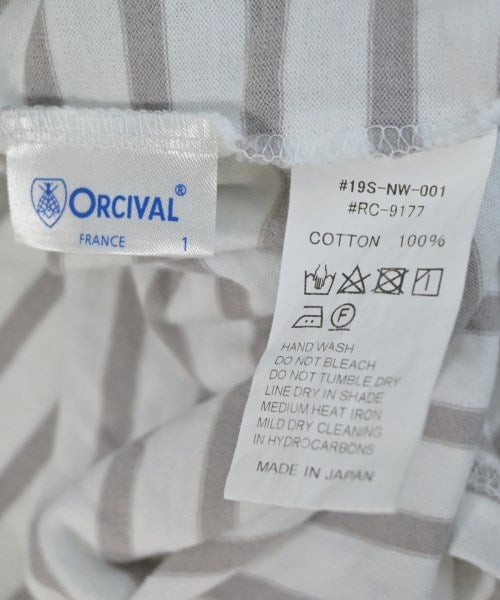 ORCIVAL®
FRANCE 1
#19S-NW-001
#RC-9177
COTTON 100%
F
HAND WASH
DO NOT BLEACH
DO NOT TUMBLE DRY
LINE DRY IN SHADE
MEDIUM HEAT IRON
MILD DRY CLEANING
IN HYDROCARBONS
MADE IN JAPAN